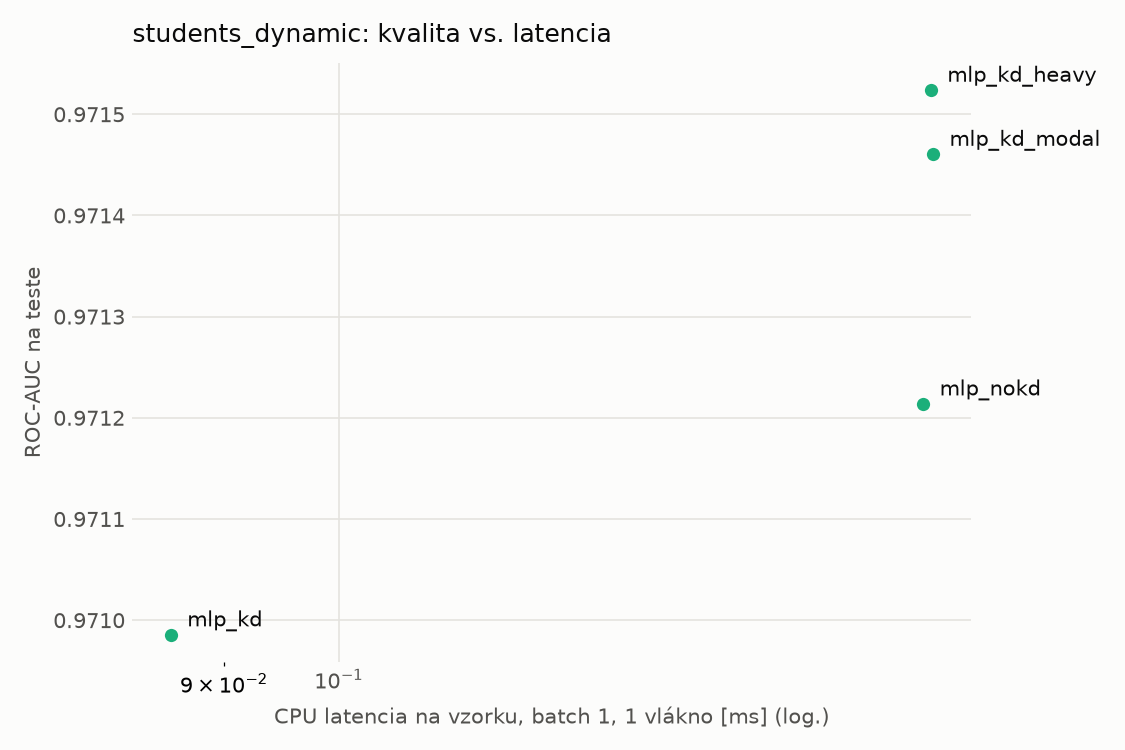 students_dynamic: kvalita vs. latencia
mlp_kd_heavy
0.9715
mlp_kd_modal
0.9714
0.9713
ROC-AUC na teste
mlp_nokd
0.9712
0.9711
mlp_kd
0.9710
9 × 10⁻²
10⁻¹
CPU latencia na vzorku, batch 1, 1 vlákno [ms] (log.)